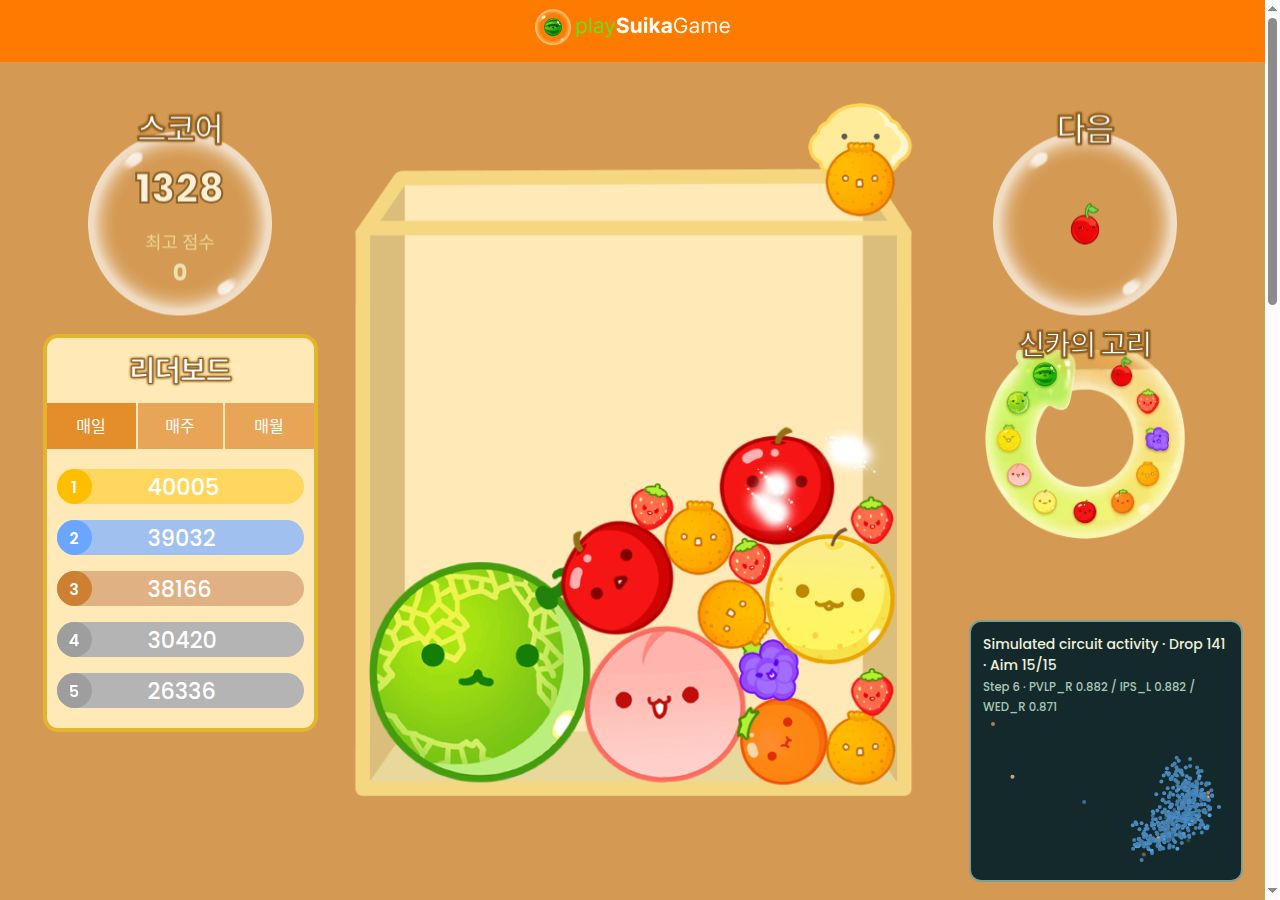 playSuikaGame
스코어
1328
최고 점수
0
다음
신카의 고리
리더보드
매일
매주
매월
1 40005
2 39032
3 38166
4 30420
5 26336
Simulated circuit activity · Drop 141
· Aim 15/15
Step 6 · PVLP_R 0.882 / IPS_L 0.882 /
WED_R 0.871